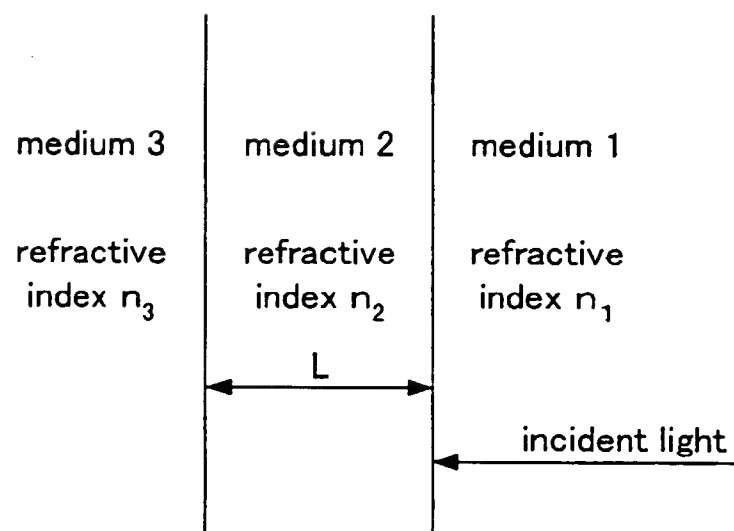 medium 3 medium 2 medium 1
refractive refractive refractive
index n₃ index n₂ index n₁
L
incident light